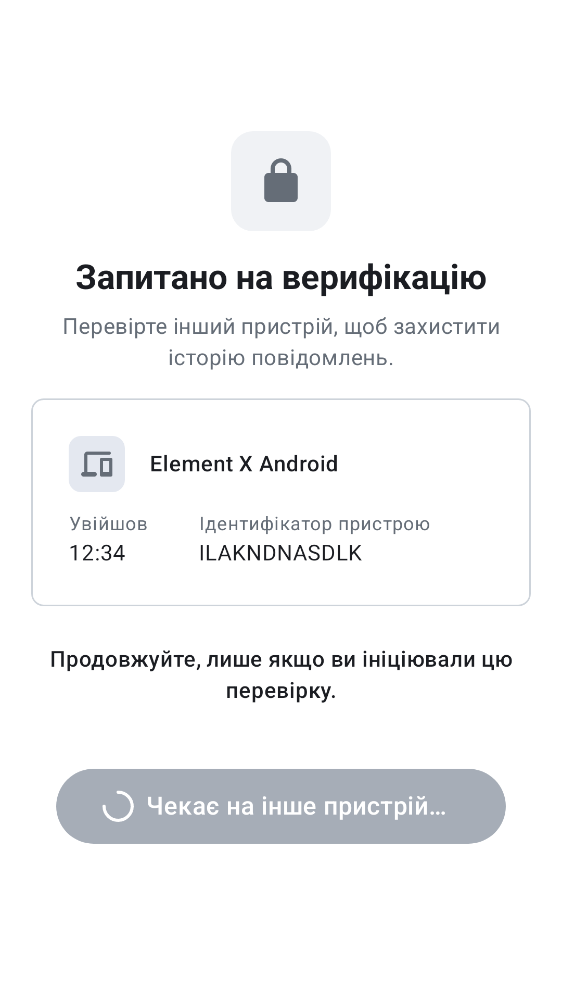 Запитано на верифікацію
Перевірте інший пристрій, щоб захистити
історію повідомлень.
Element X Android
Увійшов
Ідентифікатор пристрою
12:34
ILAKNDNASDLK
Продовжуйте, лише якщо ви ініціювали цю
перевірку.
Чекає на інше пристрій…